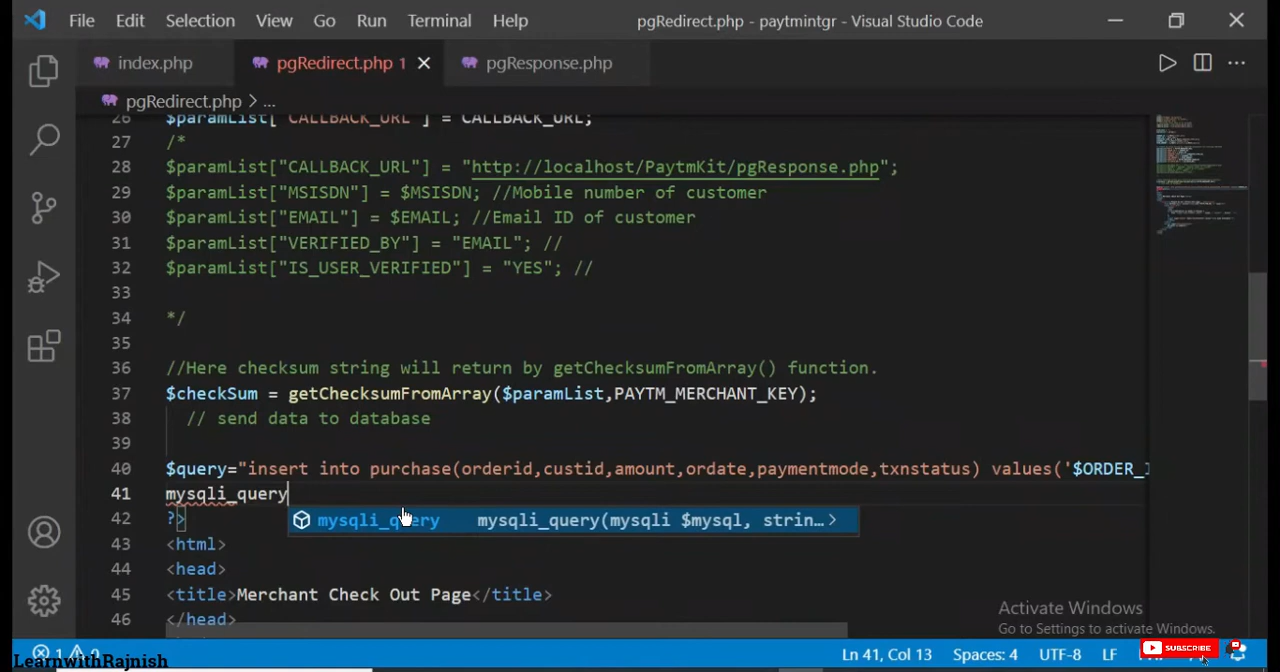 File Edit Selection View Go Run Terminal Help pgRedirect.php - paytmintgr - Visual Studio Code
index.php pgRedirect.php 1 pgResponse.php
pgRedirect.php > ...
26 $paramList["CALLBACK_URL"] = CALLBACK_URL;
27 /*
28 $paramList["CALLBACK_URL"] = "http://localhost/PaytmKit/pgResponse.php";
29 $paramList["MSISDN"] = $MSISDN; //Mobile number of customer
30 $paramList["EMAIL"] = $EMAIL; //Email ID of customer
31 $paramList["VERIFIED_BY"] = "EMAIL"; //
32 $paramList["IS_USER_VERIFIED"] = "YES"; //
33
34 */
35
36 //Here checksum string will return by getChecksumFromArray() function.
37 $checkSum = getChecksumFromArray($paramList,PAYTM_MERCHANT_KEY);
38 // send data to database
39
40 $query="insert into purchase(orderid,custid,amount,ordate,paymentmode,txnstatus) values('$ORDER_I
41 mysqli_query
42 ?>
mysqli_query mysqli_query(mysqli $mysql, strin... >
43 <html>
44 <head>
45 <title>Merchant Check Out Page</title>
46 </head>
Activate Windows
Go to Settings to activate Windows.
SUBSCRIBE
Ln 41, Col 13 Spaces: 4 UTF-8 LF
LearnwithRajnish